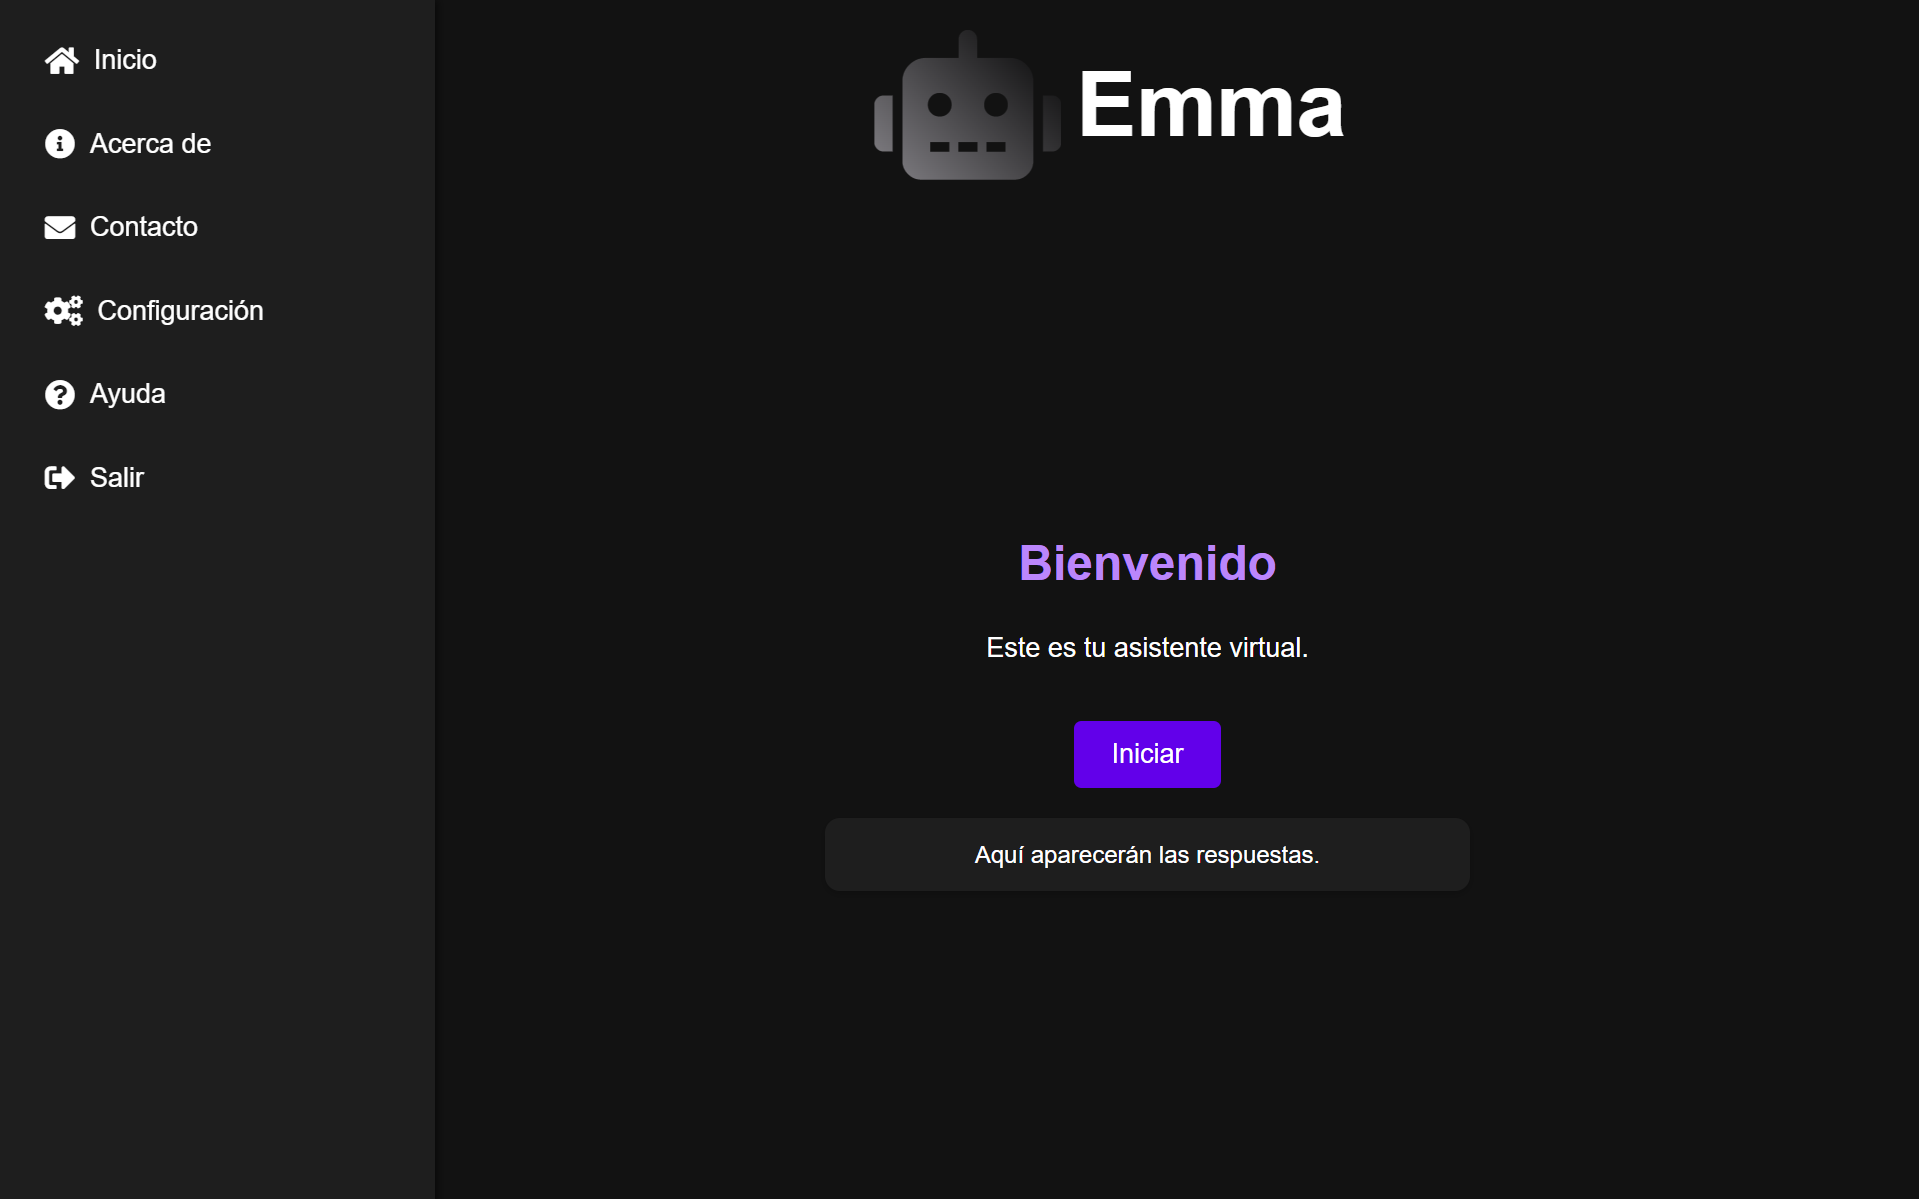 Inicio
Acerca de
Contacto
Configuración
Ayuda
Salir
Emma
Bienvenido
Este es tu asistente virtual.
Iniciar
Aquí aparecerán las respuestas.